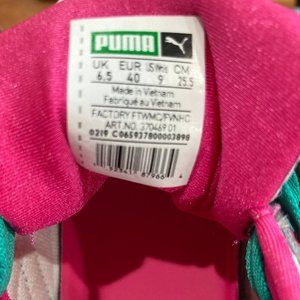 PUMA
UK EUR US Wns CM
6.5 40 9 25.5
Made in Vietnam
Fabriqué au Vietnam
FACTORY FTWMC/FVNHC
ART.NO. 370469 01
0219 C065937800003898